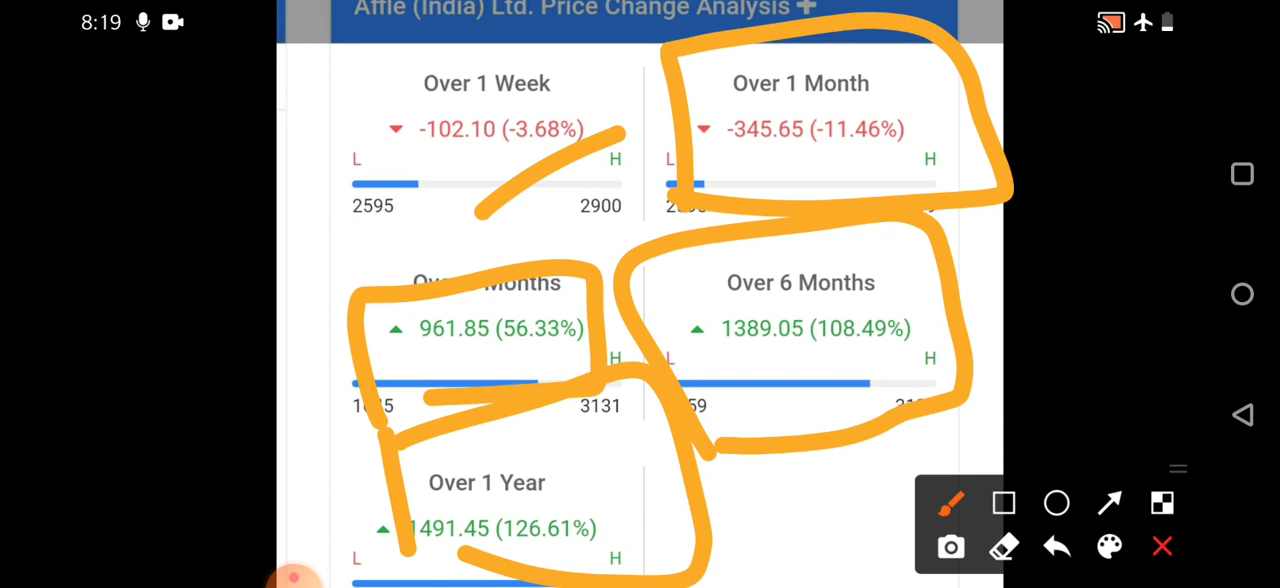 8:19
Affle (India) Ltd. Price Change Analysis +
Over 1 Week
-102.10 (-3.68%)
L H
2595 2900
Over 1 Month
-345.65 (-11.46%)
L H
Months
961.85 (56.33%)
H
3131
Over 6 Months
1389.05 (108.49%)
L H
Over 1 Year
1491.45 (126.61%)
L H